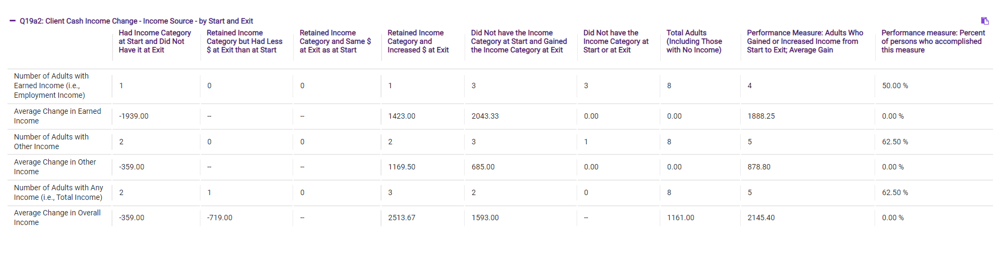 Q19a2: Client Cash Income Change - Income Source - by Start and Exit
Had Income Category at Start and Did Not Have it at Exit
Retained Income Category but Had Less $ at Exit than at Start
Retained Income Category and Same $ at Exit as at Start
Retained Income Category and Increased $ at Exit
Did Not have the Income Category at Start and Gained the Income Category at Exit
Did Not have the Income Category at Start or at Exit
Total Adults (Including Those with No Income)
Performance Measure: Adults Who Gained or Increased Income from Start to Exit; Average Gain
Performance measure: Percent of persons who accomplished this measure
Number of Adults with Earned Income (i.e., Employment Income) 1 0 0 1 3 3 8 4 50.00 %
Average Change in Earned Income -1939.00 -- -- 1423.00 2043.33 0.00 0.00 1888.25 0.00 %
Number of Adults with Other Income 2 0 0 2 3 1 8 5 62.50 %
Average Change in Other Income -359.00 -- -- 1169.50 685.00 0.00 0.00 878.80 0.00 %
Number of Adults with Any Income (i.e., Total Income) 2 1 0 3 2 0 8 5 62.50 %
Average Change in Overall Income -359.00 -719.00 -- 2513.67 1593.00 -- 1161.00 2145.40 0.00 %